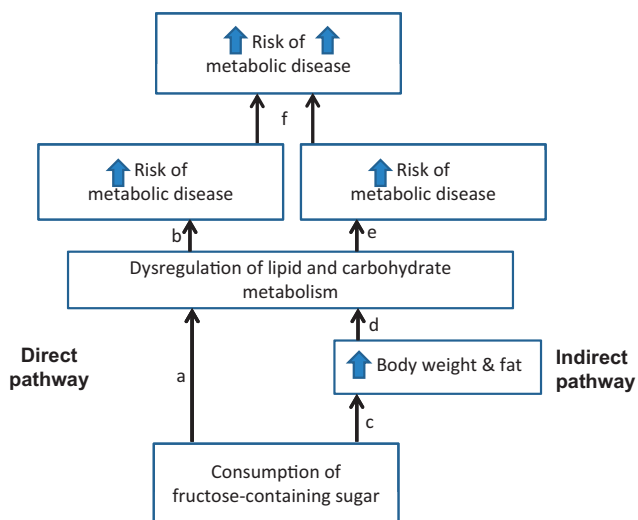 Risk of
metabolic disease
f
Risk of
metabolic disease
Risk of
metabolic disease
b
e
Dysregulation of lipid and carbohydrate
metabolism
d
Direct
pathway
a
Body weight & fat
Indirect
pathway
c
Consumption of
fructose-containing sugar